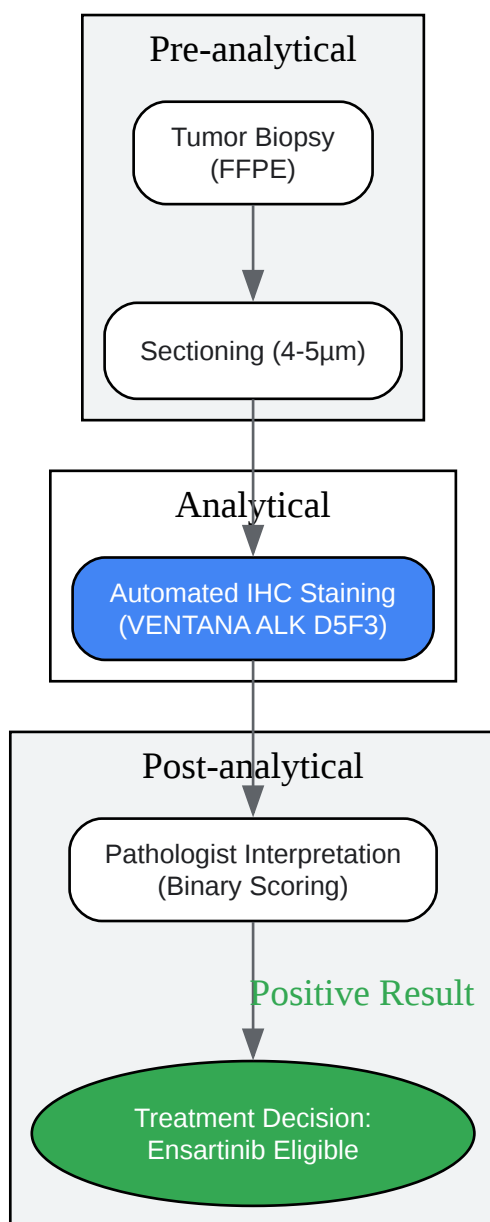 Pre-analytical
Tumor Biopsy
(FFPE)
Sectioning (4-5µm)
Analytical
Automated IHC Staining
(VENTANA ALK D5F3)
Post-analytical
Pathologist Interpretation
(Binary Scoring)
Positive Result
Treatment Decision:
Ensartinib Eligible